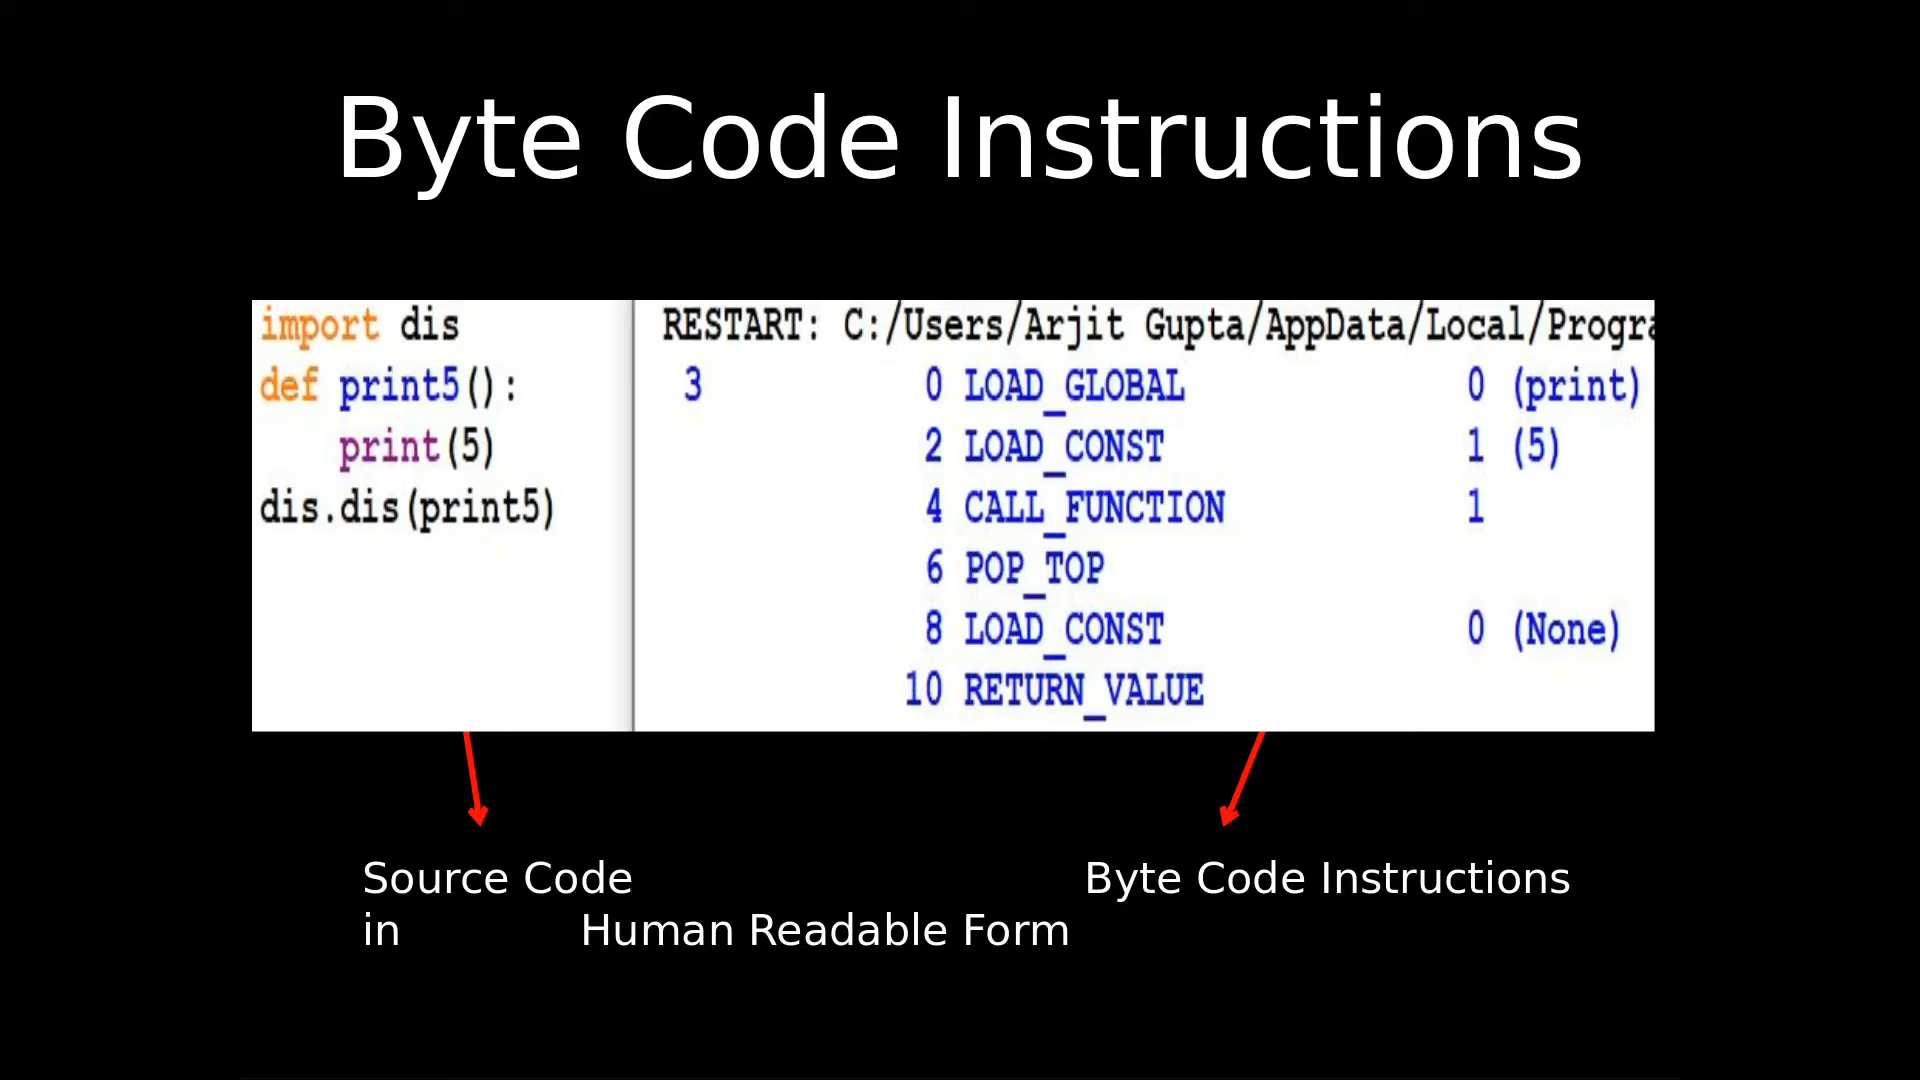 Byte Code Instructions
import dis
def print5():
    print(5)
dis.dis(print5)
RESTART: C:/Users/Arjit Gupta/AppData/Local/Progra
3 0 LOAD_GLOBAL 0 (print)
2 LOAD_CONST 1 (5)
4 CALL_FUNCTION 1
6 POP_TOP
8 LOAD_CONST 0 (None)
10 RETURN_VALUE
Source Code Byte Code Instructions
in Human Readable Form